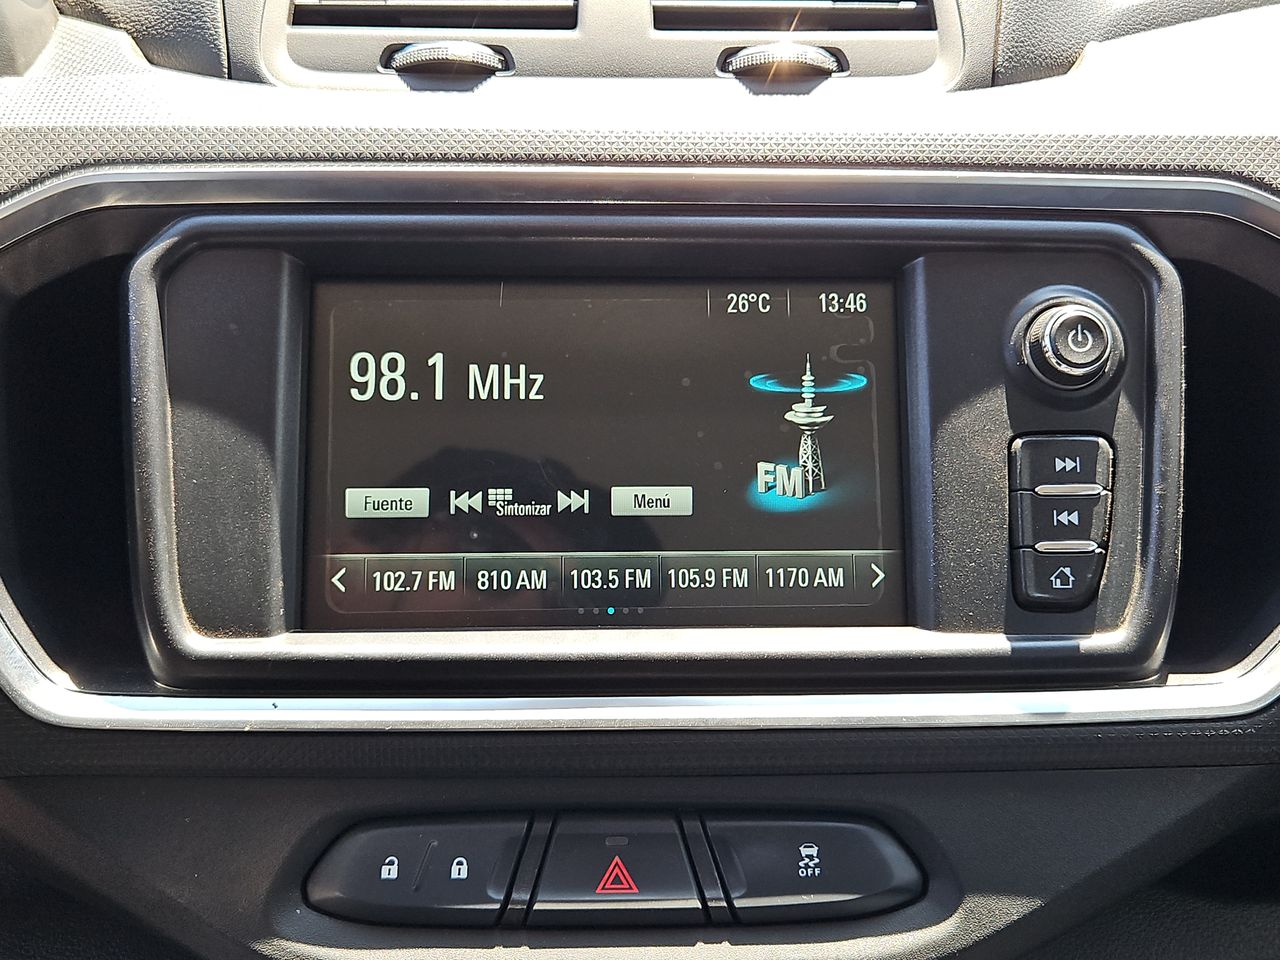 26°C 13:46
98.1 MHz
FM
Fuente Sintonizar Menú
102.7 FM 810 AM 103.5 FM 105.9 FM 1170 AM
OFF